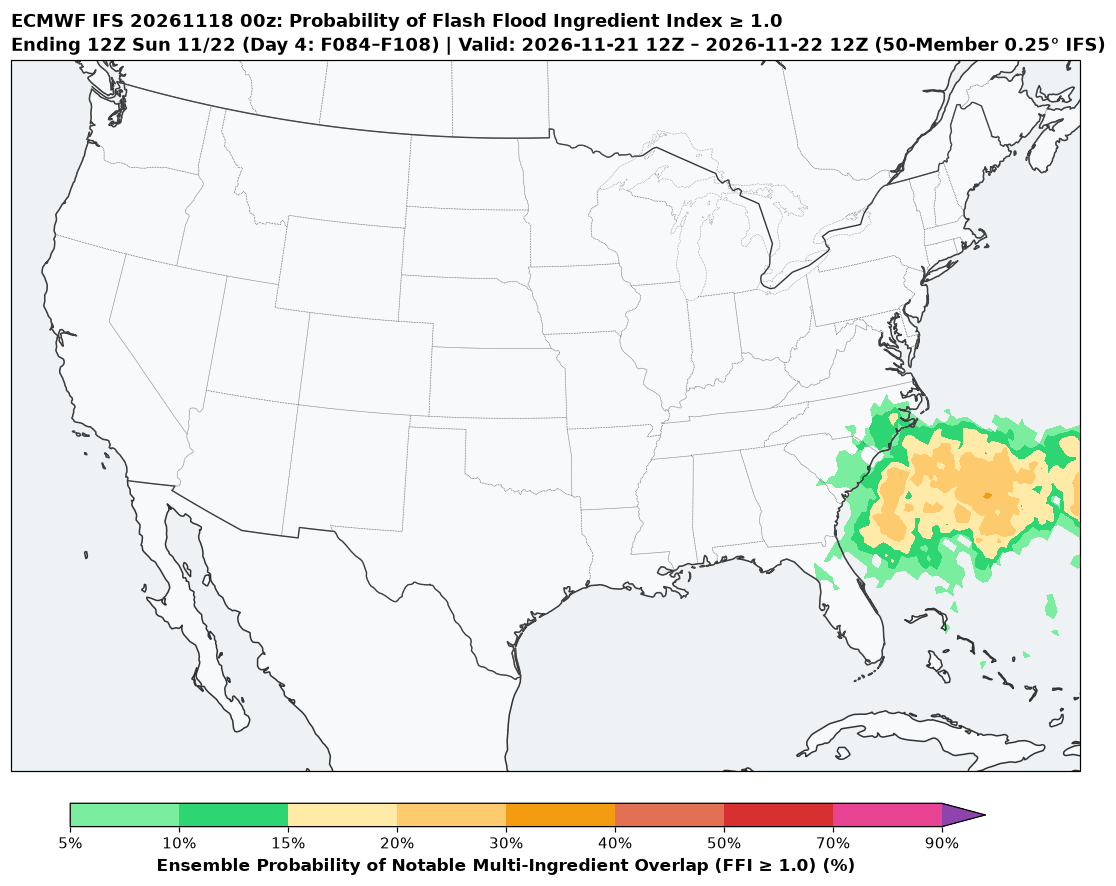 ECMWF IFS 20261118 00z: Probability of Flash Flood Ingredient Index ≥ 1.0
Ending 12Z Sun 11/22 (Day 4: F084–F108) | Valid: 2026-11-21 12Z – 2026-11-22 12Z (50-Member 0.25° IFS)
5% 10% 15% 20% 30% 40% 50% 70% 90%
Ensemble Probability of Notable Multi-Ingredient Overlap (FFI ≥ 1.0) (%)